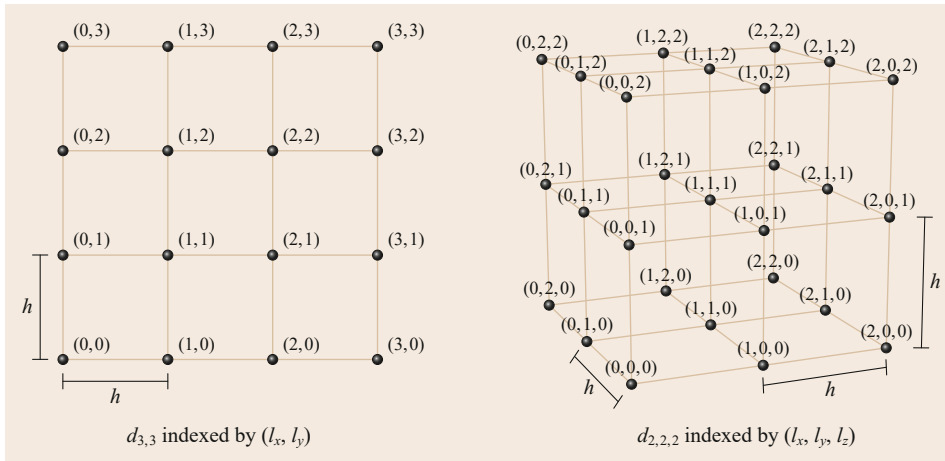 (0,3) (1,3) (2,3) (3,3)
(0,2) (1,2) (2,2) (3,2)
(0,1) (1,1) (2,1) (3,1)
h
(0,0) (1,0) (2,0) (3,0)
h
d3,3 indexed by (lx, ly)
(0,2,2) (1,2,2) (2,2,2)
(0,1,2) (1,1,2) (2,1,2)
(0,0,2) (1,0,2) (2,0,2)
(0,2,1) (1,2,1) (2,2,1)
(0,1,1) (1,1,1) (2,1,1)
(0,0,1) (1,0,1) (2,0,1)
(0,2,0) (1,2,0) (2,2,0)
(0,1,0) (1,1,0) (2,1,0)
(0,0,0) (1,0,0) (2,0,0)
h
h
h
d2,2,2 indexed by (lx, ly, lz)